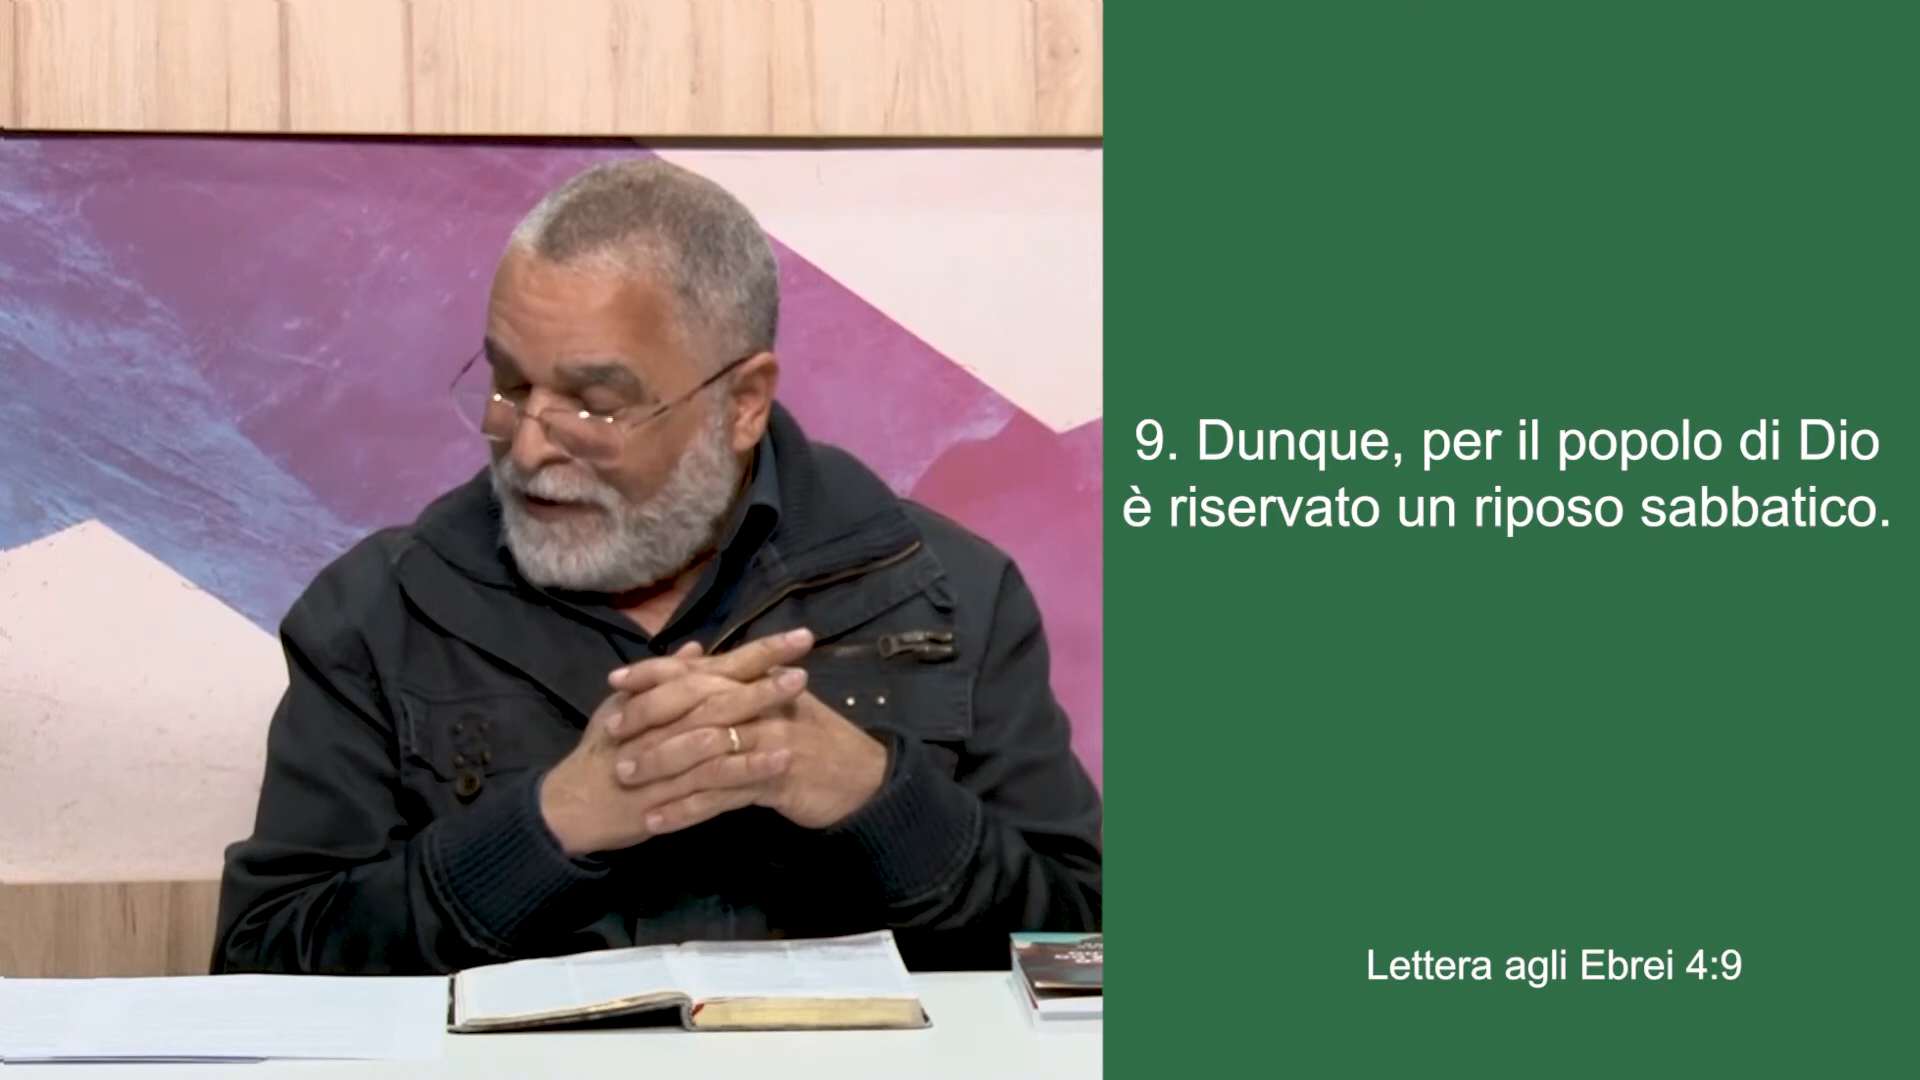 9. Dunque, per il popolo di Dio
è riservato un riposo sabbatico.
Lettera agli Ebrei 4:9